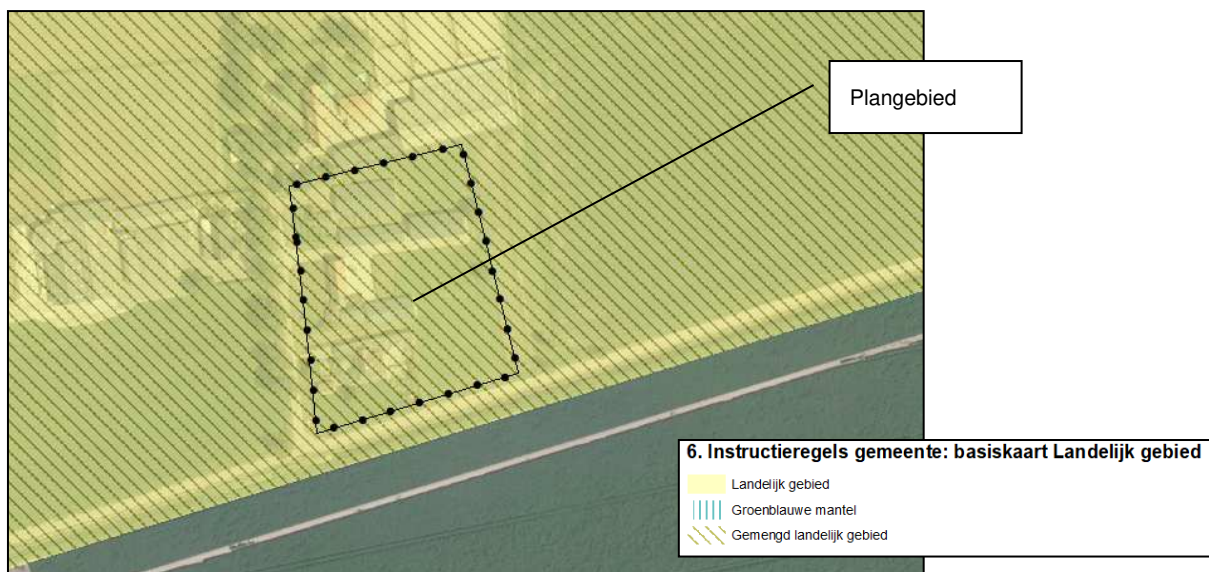 Plangebied
6. Instructieregels gemeente: basiskaart Landelijk gebied
Landelijk gebied
Groenblauwe mantel
Gemengd landelijk gebied